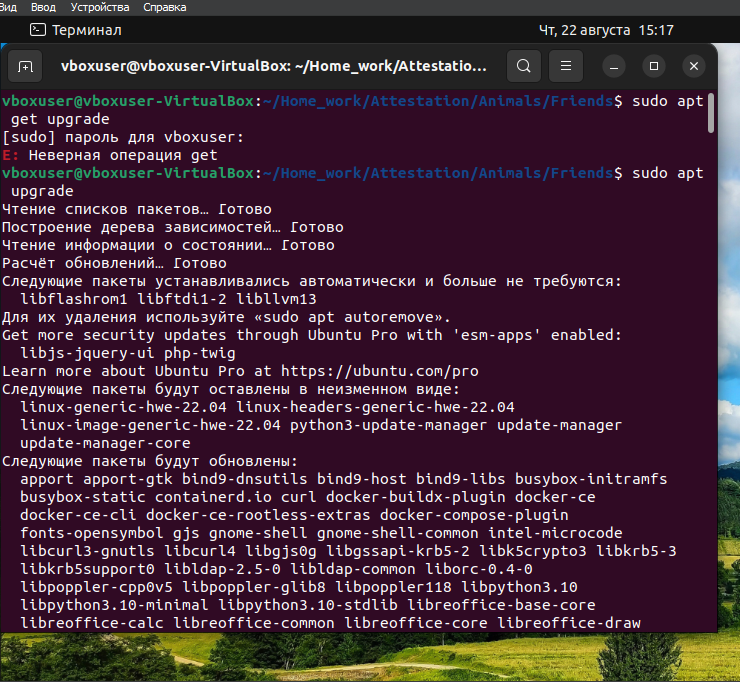 Вид Ввод Устройства Справка
Терминал Чт, 22 августа 15:17
vboxuser@vboxuser-VirtualBox: ~/Home_work/Attestatio...
vboxuser@vboxuser-VirtualBox:~/Home_work/Attestation/Animals/Friends$ sudo apt
get upgrade
[sudo] пароль для vboxuser:
E: Неверная операция get
vboxuser@vboxuser-VirtualBox:~/Home_work/Attestation/Animals/Friends$ sudo apt
upgrade
Чтение списков пакетов… Готово
Построение дерева зависимостей… Готово
Чтение информации о состоянии… Готово
Расчёт обновлений… Готово
Следующие пакеты устанавливались автоматически и больше не требуются:
libflashrom1 libftdi1-2 libllvm13
Для их удаления используйте «sudo apt autoremove».
Get more security updates through Ubuntu Pro with 'esm-apps' enabled:
libjs-jquery-ui php-twig
Learn more about Ubuntu Pro at https://ubuntu.com/pro
Следующие пакеты будут оставлены в неизменном виде:
linux-generic-hwe-22.04 linux-headers-generic-hwe-22.04
linux-image-generic-hwe-22.04 python3-update-manager update-manager
update-manager-core
Следующие пакеты будут обновлены:
apport apport-gtk bind9-dnsutils bind9-host bind9-libs busybox-initramfs
busybox-static containerd.io curl docker-buildx-plugin docker-ce
docker-ce-cli docker-ce-rootless-extras docker-compose-plugin
fonts-opensymbol gjs gnome-shell gnome-shell-common intel-microcode
libcurl3-gnutls libcurl4 libgjs0g libgssapi-krb5-2 libk5crypto3 libkrb5-3
libkrb5support0 libldap-2.5-0 libldap-common liborc-0.4-0
libpoppler-cpp0v5 libpoppler-glib8 libpoppler118 libpython3.10
libpython3.10-minimal libpython3.10-stdlib libreoffice-base-core
libreoffice-calc libreoffice-common libreoffice-core libreoffice-draw